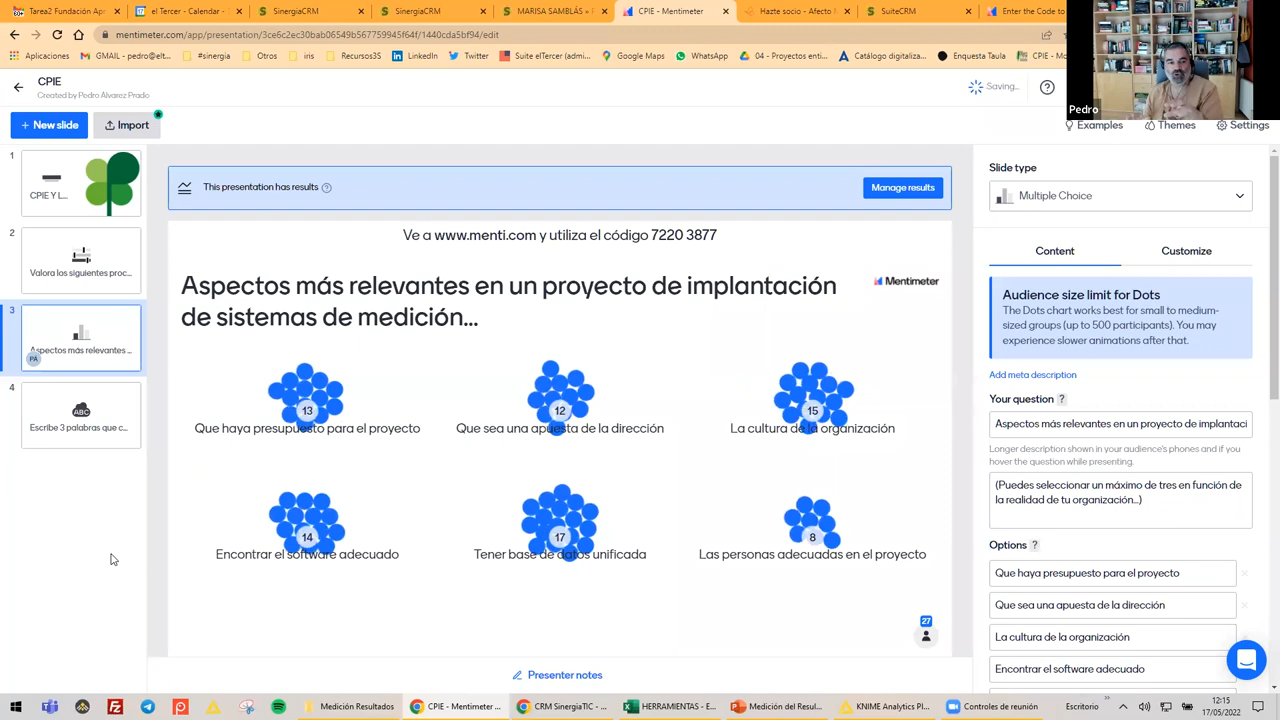 Tarea2 Fundación Apr
el Tercer - Calendar -
SinergiaCRM
SinergiaCRM
MARISA SAMBLÁS »
CPIE - Mentimeter
Hazte socio - Afecto
SuiteCRM
Enter the Code to
mentimeter.com/app/presentation/3ce6c2ec30bab06549b567759945f64f/1440cda5bf94/edit
Aplicaciones
GMAIL - pedro@elt...
#sinergia
Otros
iris
Recursos3S
LinkedIn
Twitter
Suite elTercer (admi...
Google Maps
WhatsApp
04 - Proyectos enti...
Catálogo digitaliz...
Enquesta Taula
CPIE - M
CPIE
Created by Pedro Alvarez Prado
Saving...
Pedro
+ New slide
Import
Examples
Themes
Settings
1
CPIE Y L...
2
Valora los siguientes proc...
3
Aspectos más relevantes ...
PA
4
ABC
Escribe 3 palabras que c...
This presentation has results
Manage results
Ve a www.menti.com y utiliza el código 7220 3877
Aspectos más relevantes en un proyecto de implantación
de sistemas de medición...
Mentimeter
13
Que haya presupuesto para el proyecto
12
Que sea una apuesta de la dirección
15
La cultura de la organización
14
Encontrar el software adecuado
17
Tener base de datos unificada
8
Las personas adecuadas en el proyecto
27
Presenter notes
Slide type
Multiple Choice
Content
Customize
Audience size limit for Dots
The Dots chart works best for small to medium-
sized groups (up to 500 participants). You may
experience slower animations after that.
Add meta description
Your question ?
Aspectos más relevantes en un proyecto de implantaci
Longer description shown in your audience's phones and if you
hover the question while presenting.
(Puedes seleccionar un máximo de tres en función de
la realidad de tu organización...)
Options ?
Que haya presupuesto para el proyecto
Que sea una apuesta de la dirección
La cultura de la organización
Encontrar el software adecuado
Medición Resultados
CPIE - Mentimeter ...
CRM SinergiaTIC - ...
HERRAMIENTAS - E...
Medición del Resul...
KNIME Analytics Pl...
Controles de reunión
Escritorio
12:15
17/05/2022